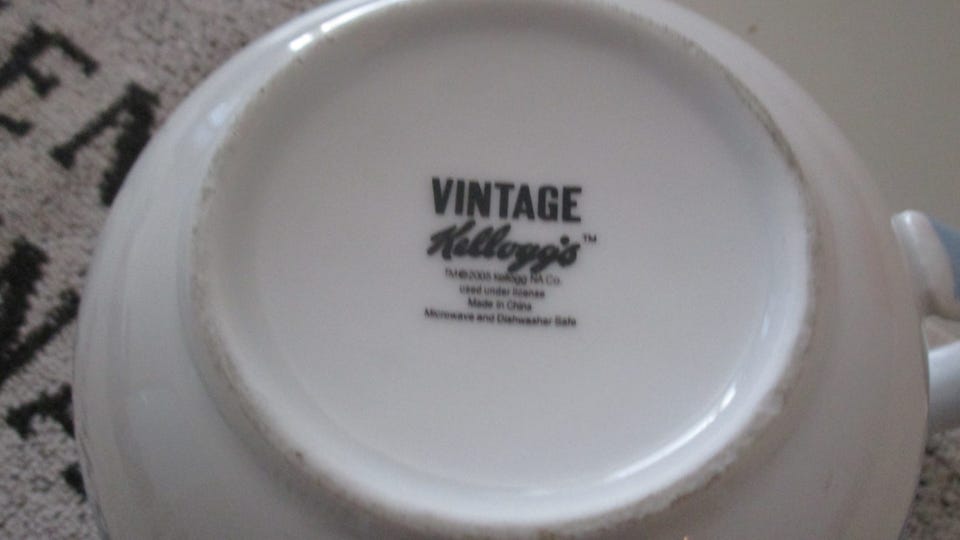 VINTAGE
Kellogg's™
TM®2005 Kellogg NA Co.
used under license
Made in China
Microwave and Dishwasher Safe